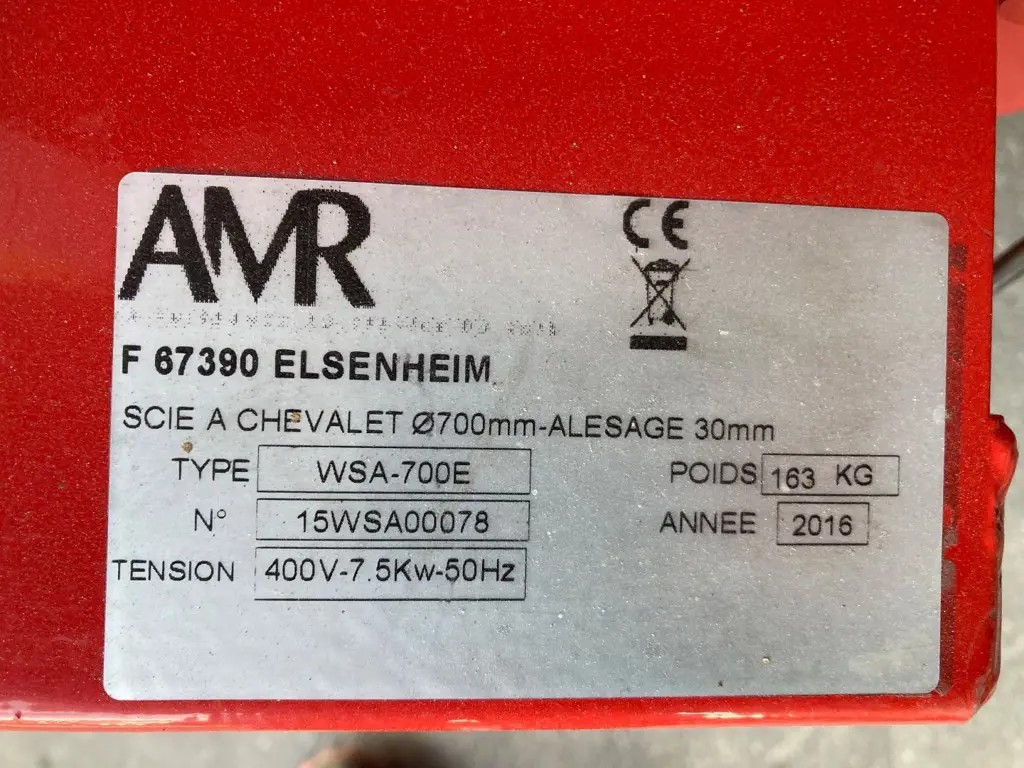 AMR
CE
F 67390 ELSENHEIM
SCIE A CHEVALET Ø700mm-ALESAGE 30mm
TYPE WSA-700E POIDS 163 KG
N° 15WSA00078 ANNEE 2016
TENSION 400V-7.5Kw-50Hz